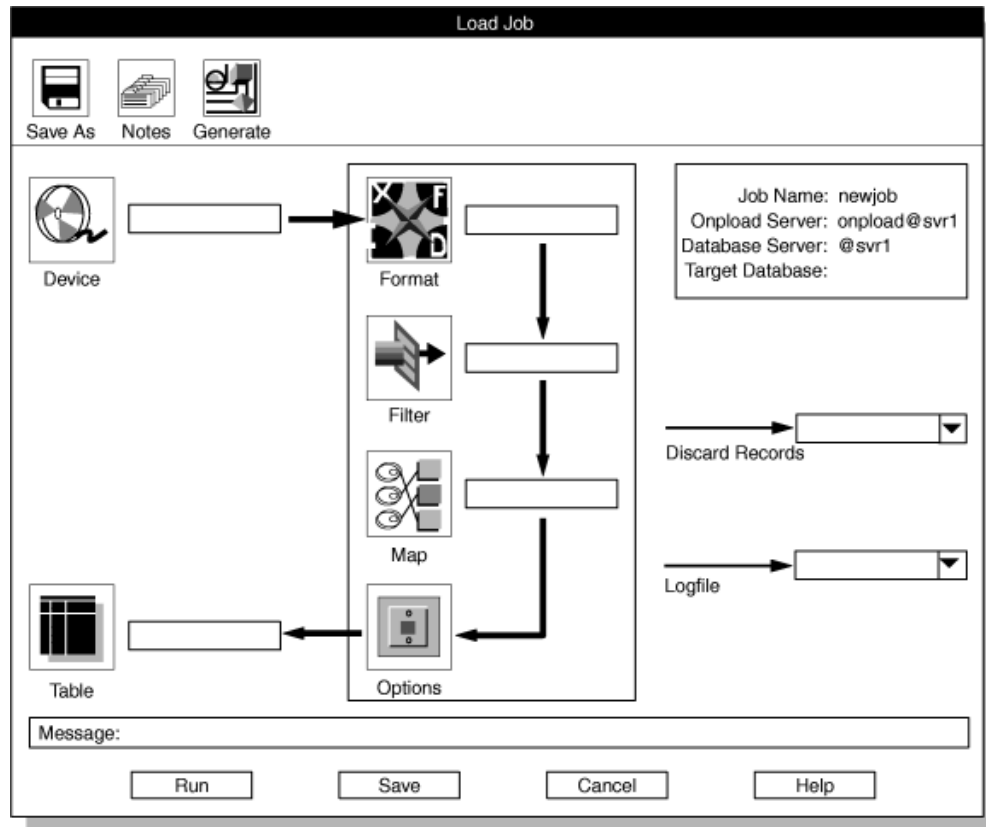 Load Job
Save As
Notes
Generate
Device
X F
D
Format
Job Name: newjob
Onpload Server: onpload@svr1
Database Server: @svr1
Target Database:
Filter
Discard Records
Map
Logfile
Table
Options
Message:
Run
Save
Cancel
Help